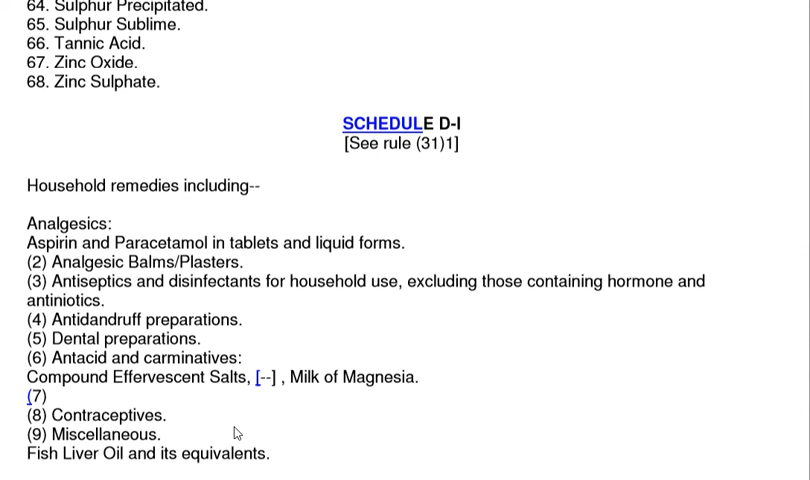 64. Sulphur Precipitated.
65. Sulphur Sublime.
66. Tannic Acid.
67. Zinc Oxide.
68. Zinc Sulphate.
SCHEDULE D-I
[See rule (31)1]
Household remedies including--
Analgesics:
Aspirin and Paracetamol in tablets and liquid forms.
(2) Analgesic Balms/Plasters.
(3) Antiseptics and disinfectants for household use, excluding those containing hormone and
antiniotics.
(4) Antidandruff preparations.
(5) Dental preparations.
(6) Antacid and carminatives:
Compound Effervescent Salts, [--] , Milk of Magnesia.
(7)
(8) Contraceptives.
(9) Miscellaneous.
Fish Liver Oil and its equivalents.